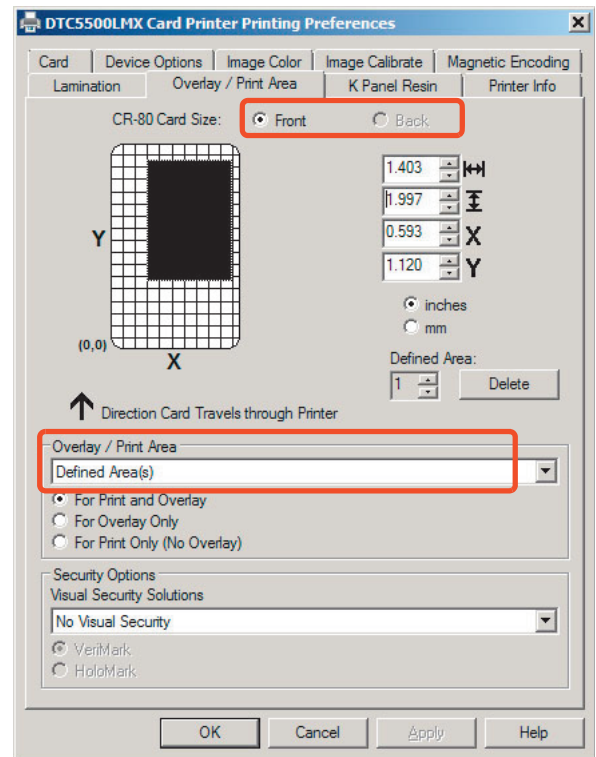 DTC5500LMX Card Printer Printing Preferences
Card Device Options Image Color Image Calibrate Magnetic Encoding
Lamination Overlay / Print Area K Panel Resin Printer Info
CR-80 Card Size: Front Back
1.403
1.997
0.593 X
1.120 Y
Y
inches
mm
(0,0)
X
Defined Area:
1 Delete
Direction Card Travels through Printer
Overlay / Print Area
Defined Area(s)
For Print and Overlay
For Overlay Only
For Print Only (No Overlay)
Security Options
Visual Security Solutions
No Visual Security
VeriMark
HoloMark
OK Cancel Apply Help